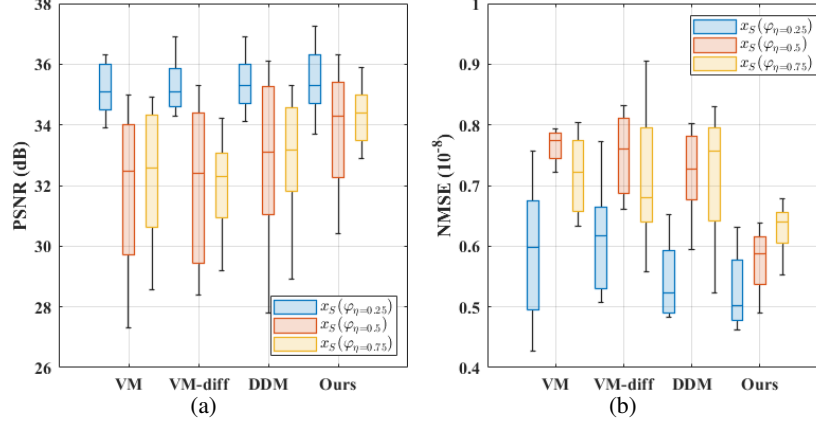 38
36
34
32
30
28
26
PSNR (dB)
x_S(φ_{η=0.25})
x_S(φ_{η=0.5})
x_S(φ_{η=0.75})
VM VM-diff DDM Ours
(a)
1
0.9
0.8
0.7
0.6
0.5
0.4
NMSE (10^{-8})
x_S(φ_{η=0.25})
x_S(φ_{η=0.5})
x_S(φ_{η=0.75})
VM VM-diff DDM Ours
(b)